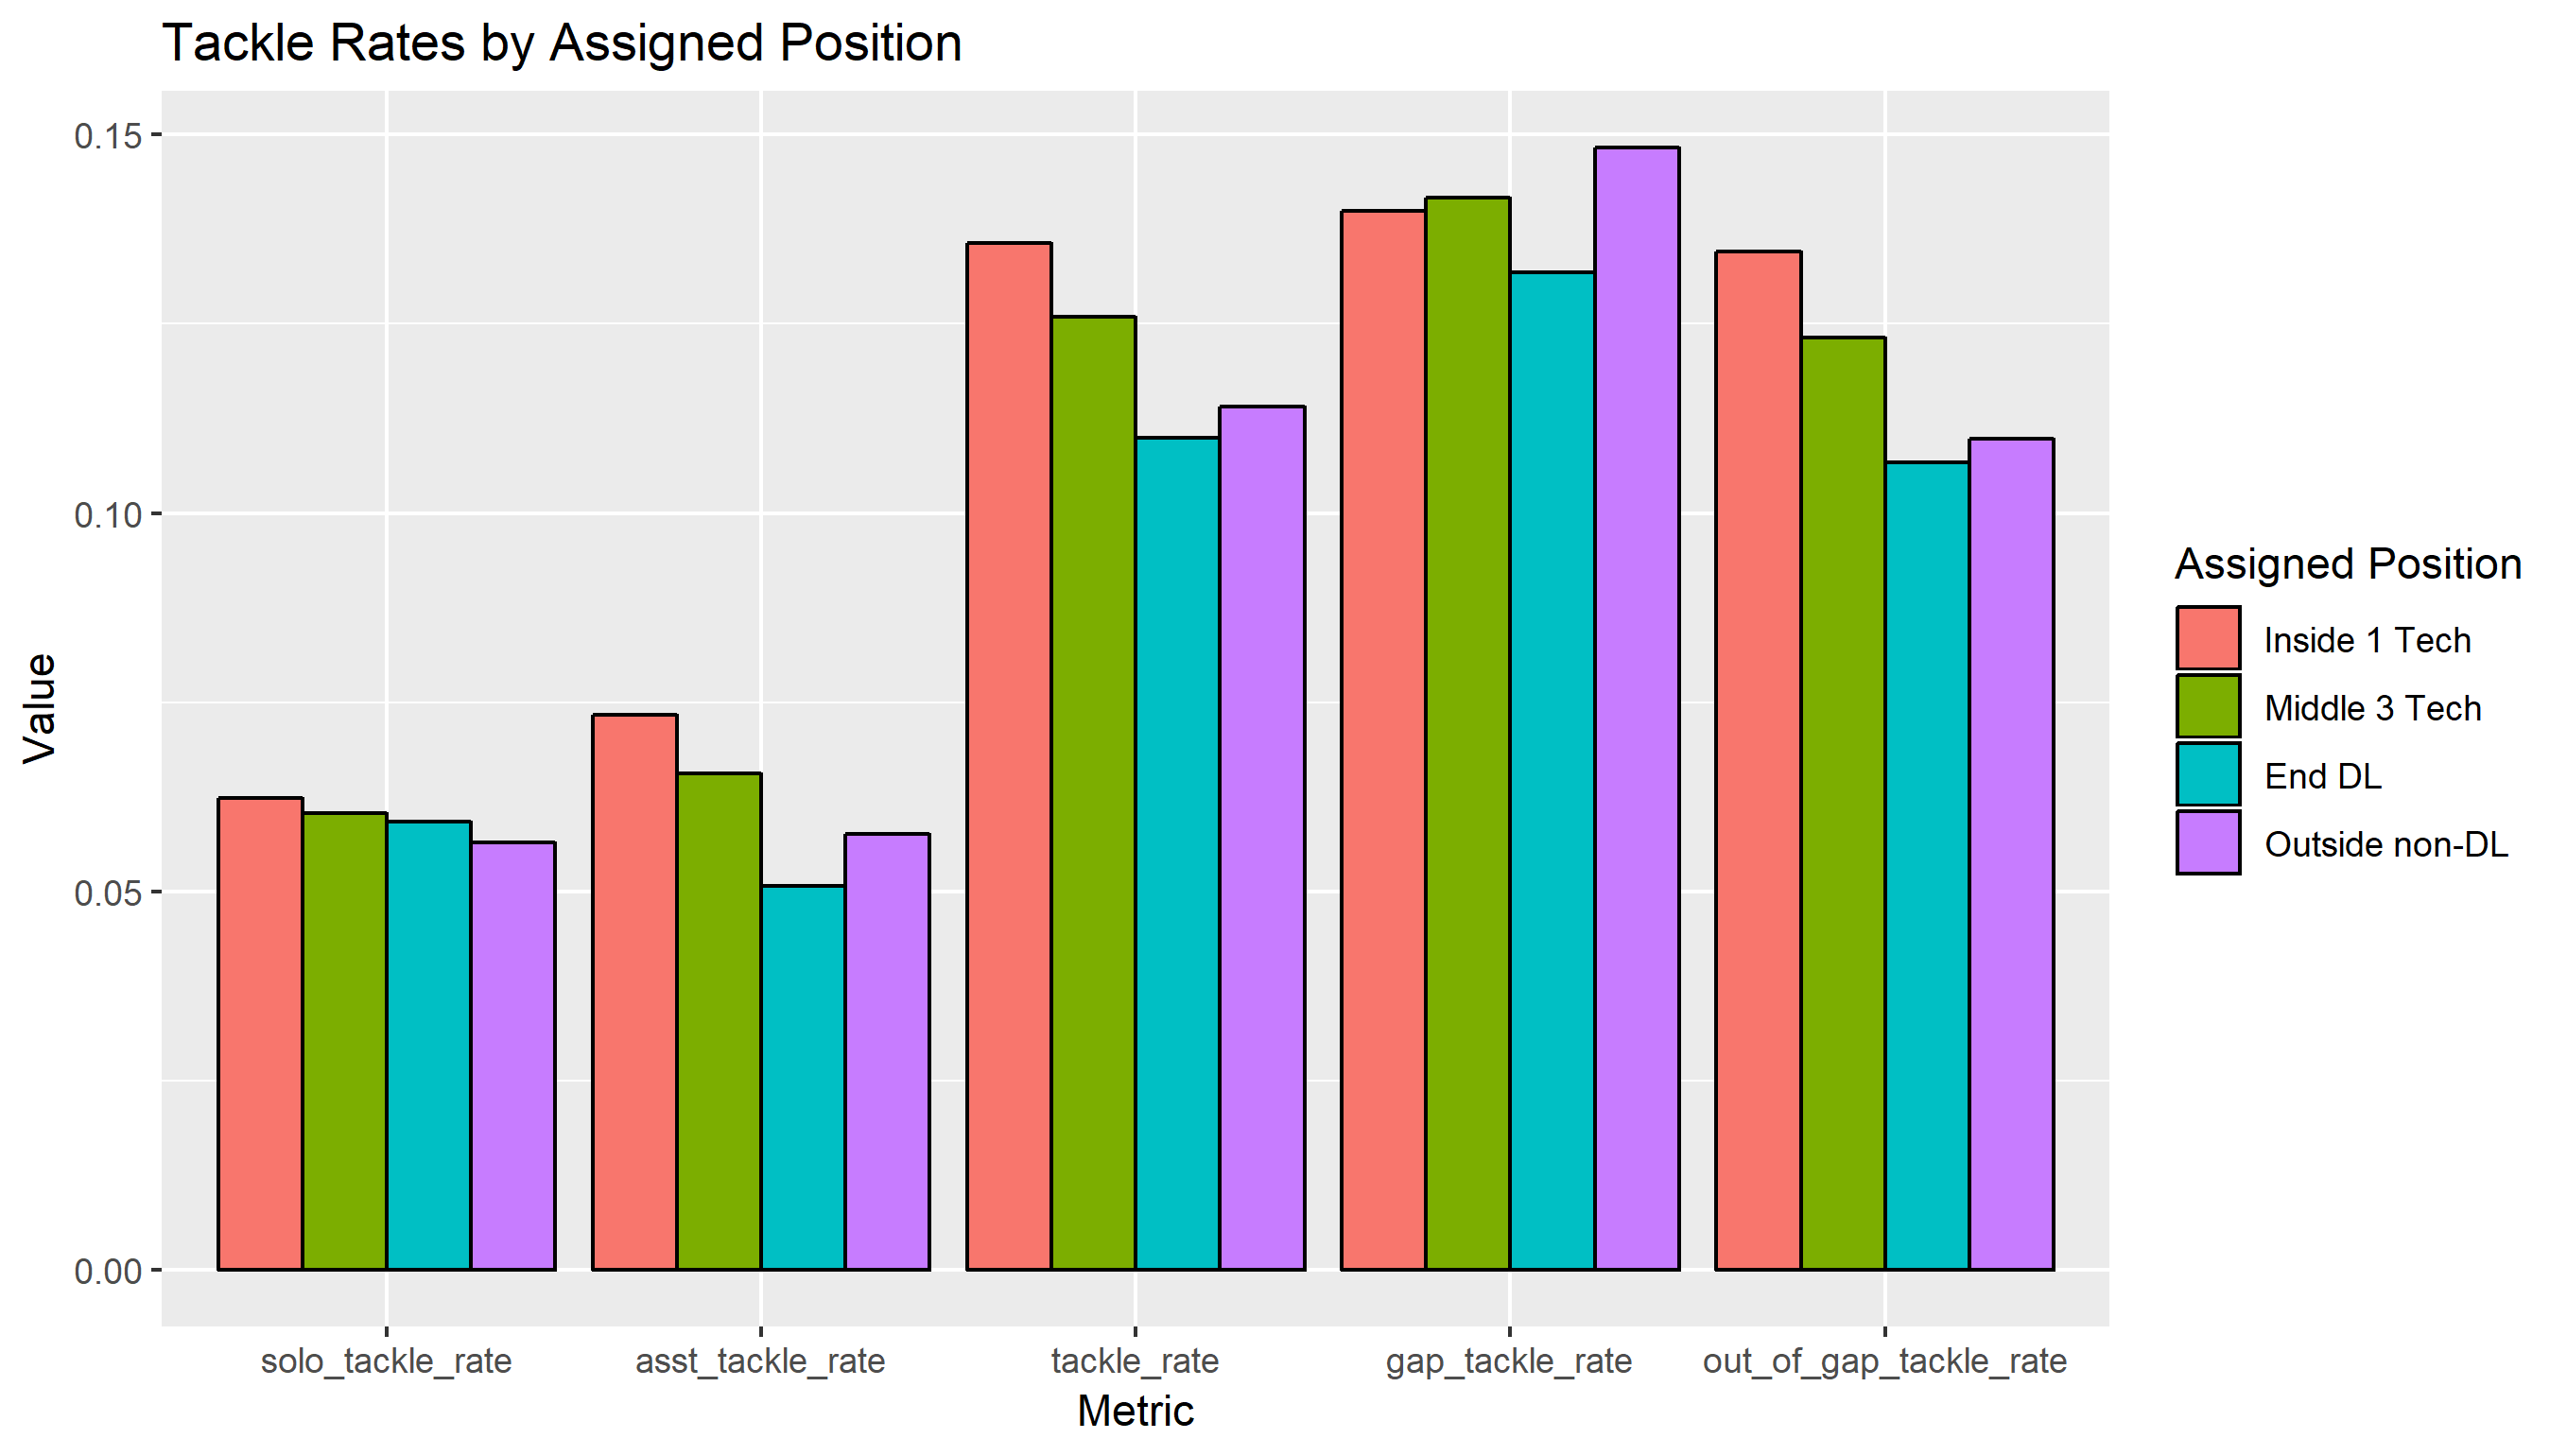 Tackle Rates by Assigned Position
0.15
0.10
0.05
0.00
Value
solo_tackle_rate
asst_tackle_rate
tackle_rate
gap_tackle_rate
out_of_gap_tackle_rate
Metric
Assigned Position
Inside 1 Tech
Middle 3 Tech
End DL
Outside non-DL